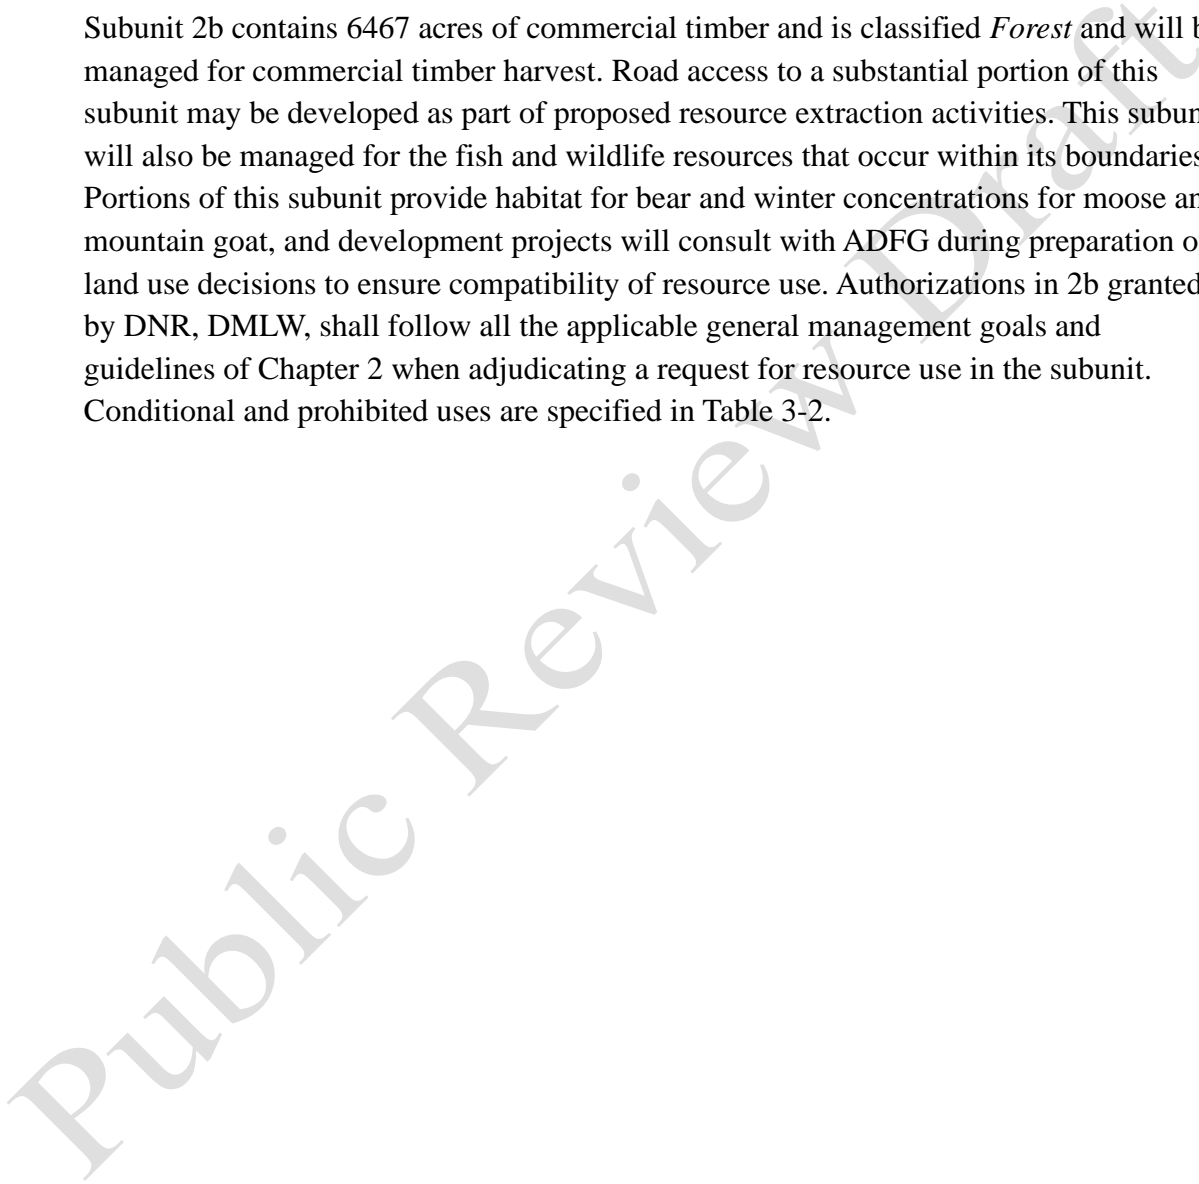 Subunit 2b contains 6467 acres of commercial timber and is classified Forest and will b
managed for commercial timber harvest. Road access to a substantial portion of this
subunit may be developed as part of proposed resource extraction activities. This subun
will also be managed for the fish and wildlife resources that occur within its boundaries
Portions of this subunit provide habitat for bear and winter concentrations for moose an
mountain goat, and development projects will consult with ADFG during preparation o
land use decisions to ensure compatibility of resource use. Authorizations in 2b granted
by DNR, DMLW, shall follow all the applicable general management goals and
guidelines of Chapter 2 when adjudicating a request for resource use in the subunit.
Conditional and prohibited uses are specified in Table 3-2.
Public Review Draft